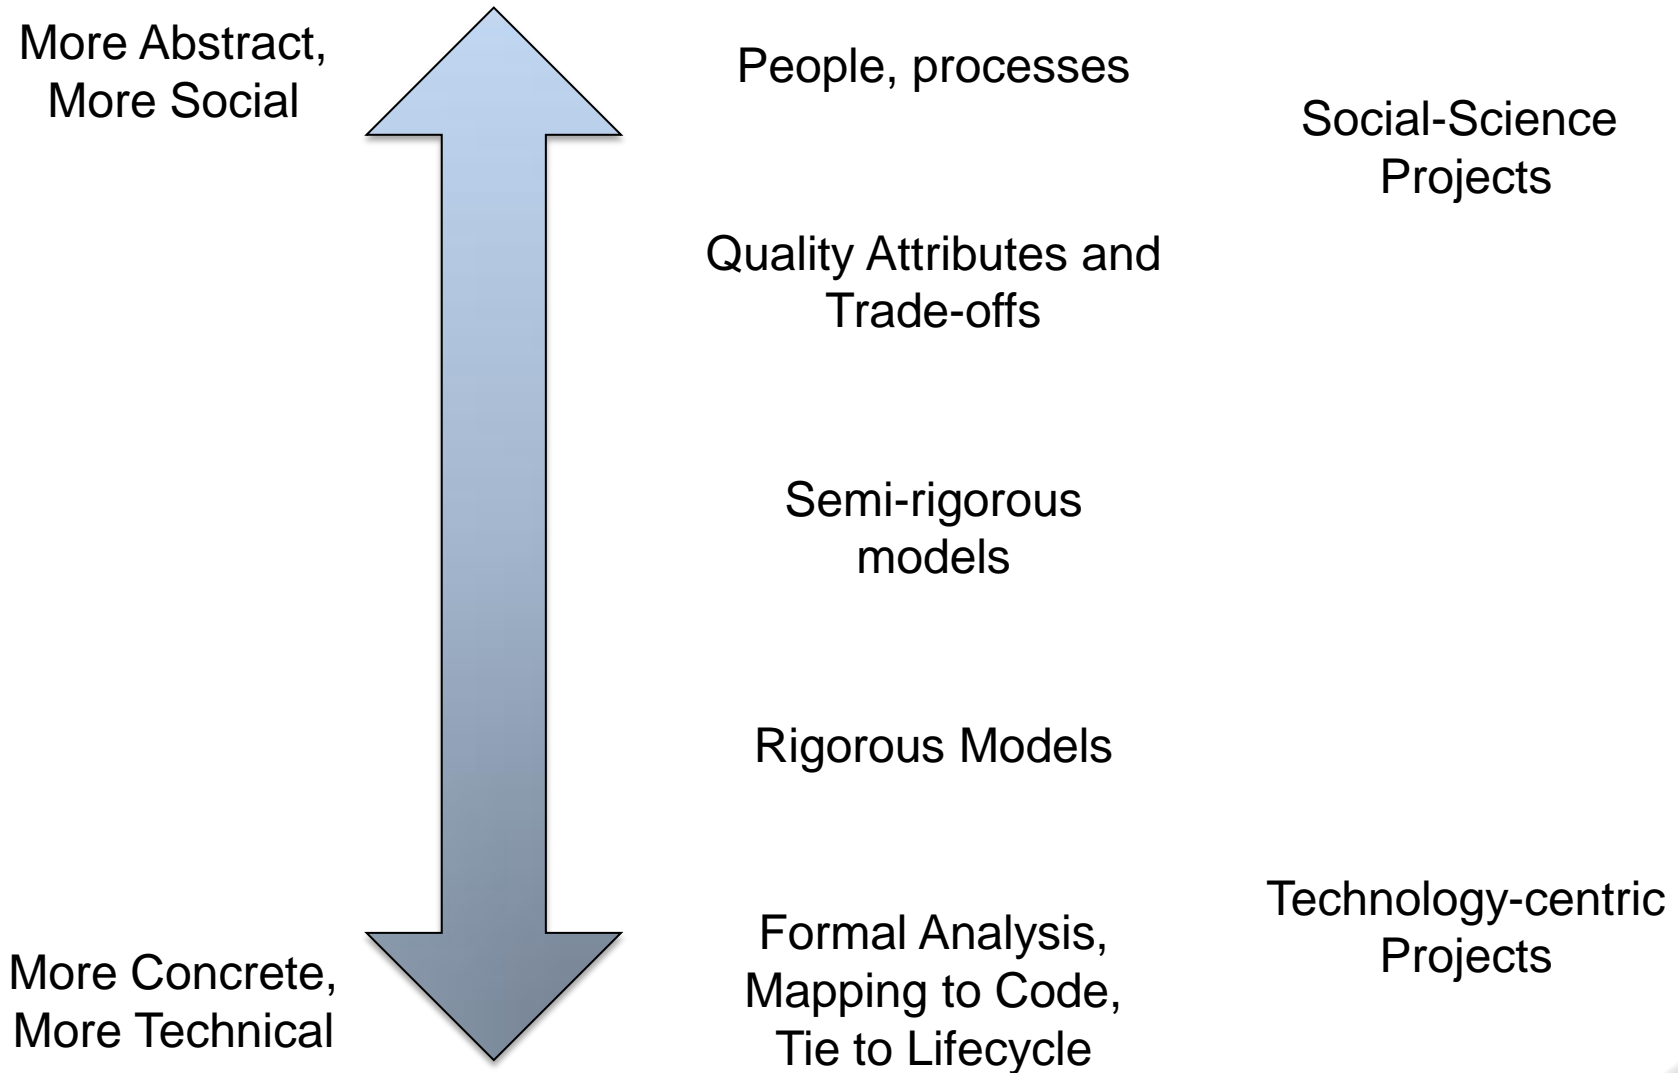 More Abstract,
More Social
People, processes
Social-Science
Projects
Quality Attributes and
Trade-offs
Semi-rigorous
models
Rigorous Models
Technology-centric
Projects
Formal Analysis,
Mapping to Code,
Tie to Lifecycle
More Concrete,
More Technical